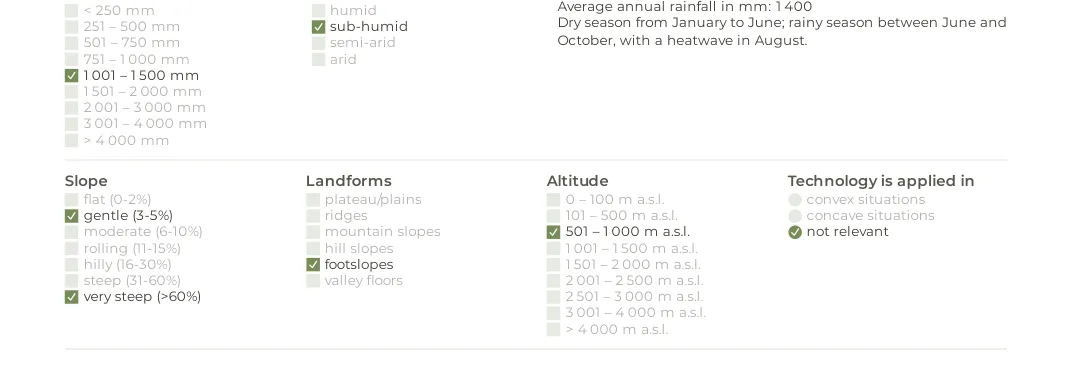 < 250 mm
251 – 500 mm
501 – 750 mm
751 – 1 000 mm
1 001 – 1 500 mm
1 501 – 2 000 mm
2 001 – 3 000 mm
3 001 – 4 000 mm
> 4 000 mm
humid
sub-humid
semi-arid
arid
Average annual rainfall in mm: 1 400
Dry season from January to June; rainy season between June and
October, with a heatwave in August.
Slope
flat (0-2%)
gentle (3-5%)
moderate (6-10%)
rolling (11-15%)
hilly (16-30%)
steep (31-60%)
very steep (>60%)
Landforms
plateau/plains
ridges
mountain slopes
hill slopes
footslopes
valley floors
Altitude
0 – 100 m a.s.l.
101 – 500 m a.s.l.
501 – 1 000 m a.s.l.
1 001 – 1 500 m a.s.l.
1 501 – 2 000 m a.s.l.
2 001 – 2 500 m a.s.l.
2 501 – 3 000 m a.s.l.
3 001 – 4 000 m a.s.l.
> 4 000 m a.s.l.
Technology is applied in
convex situations
concave situations
not relevant